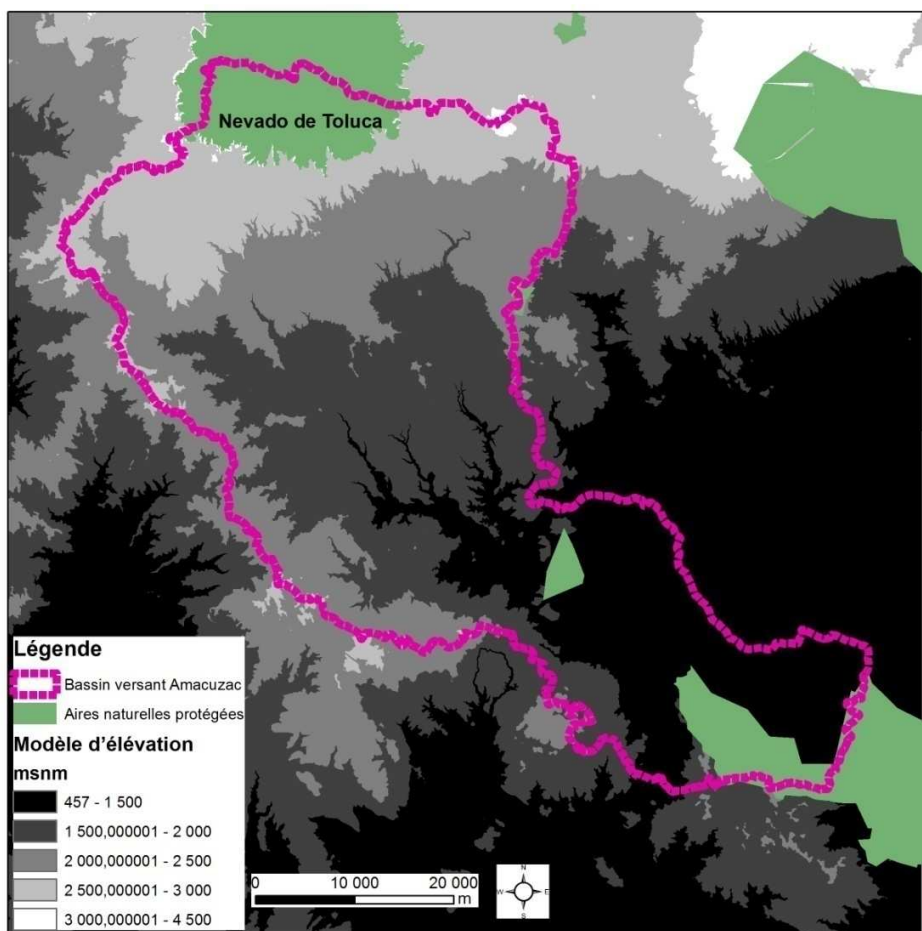 Nevado de Toluca
Légende
Bassin versant Amacuzac
Aires naturelles protégées
Modèle d'élévation
msnm
457 - 1 500
1 500,000001 - 2 000
2 000,000001 - 2 500
2 500,000001 - 3 000
3 000,000001 - 4 500
0 10 000 20 000
m
N
W E
S